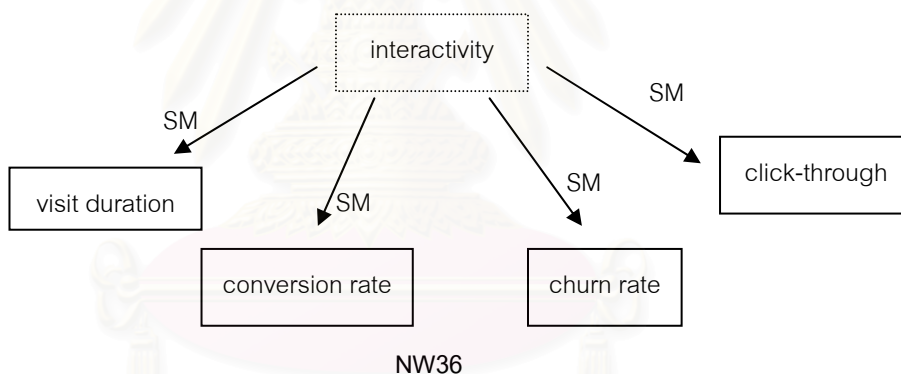 interactivity
SM
SM
click-through
visit duration
SM
SM
conversion rate
churn rate
NW36